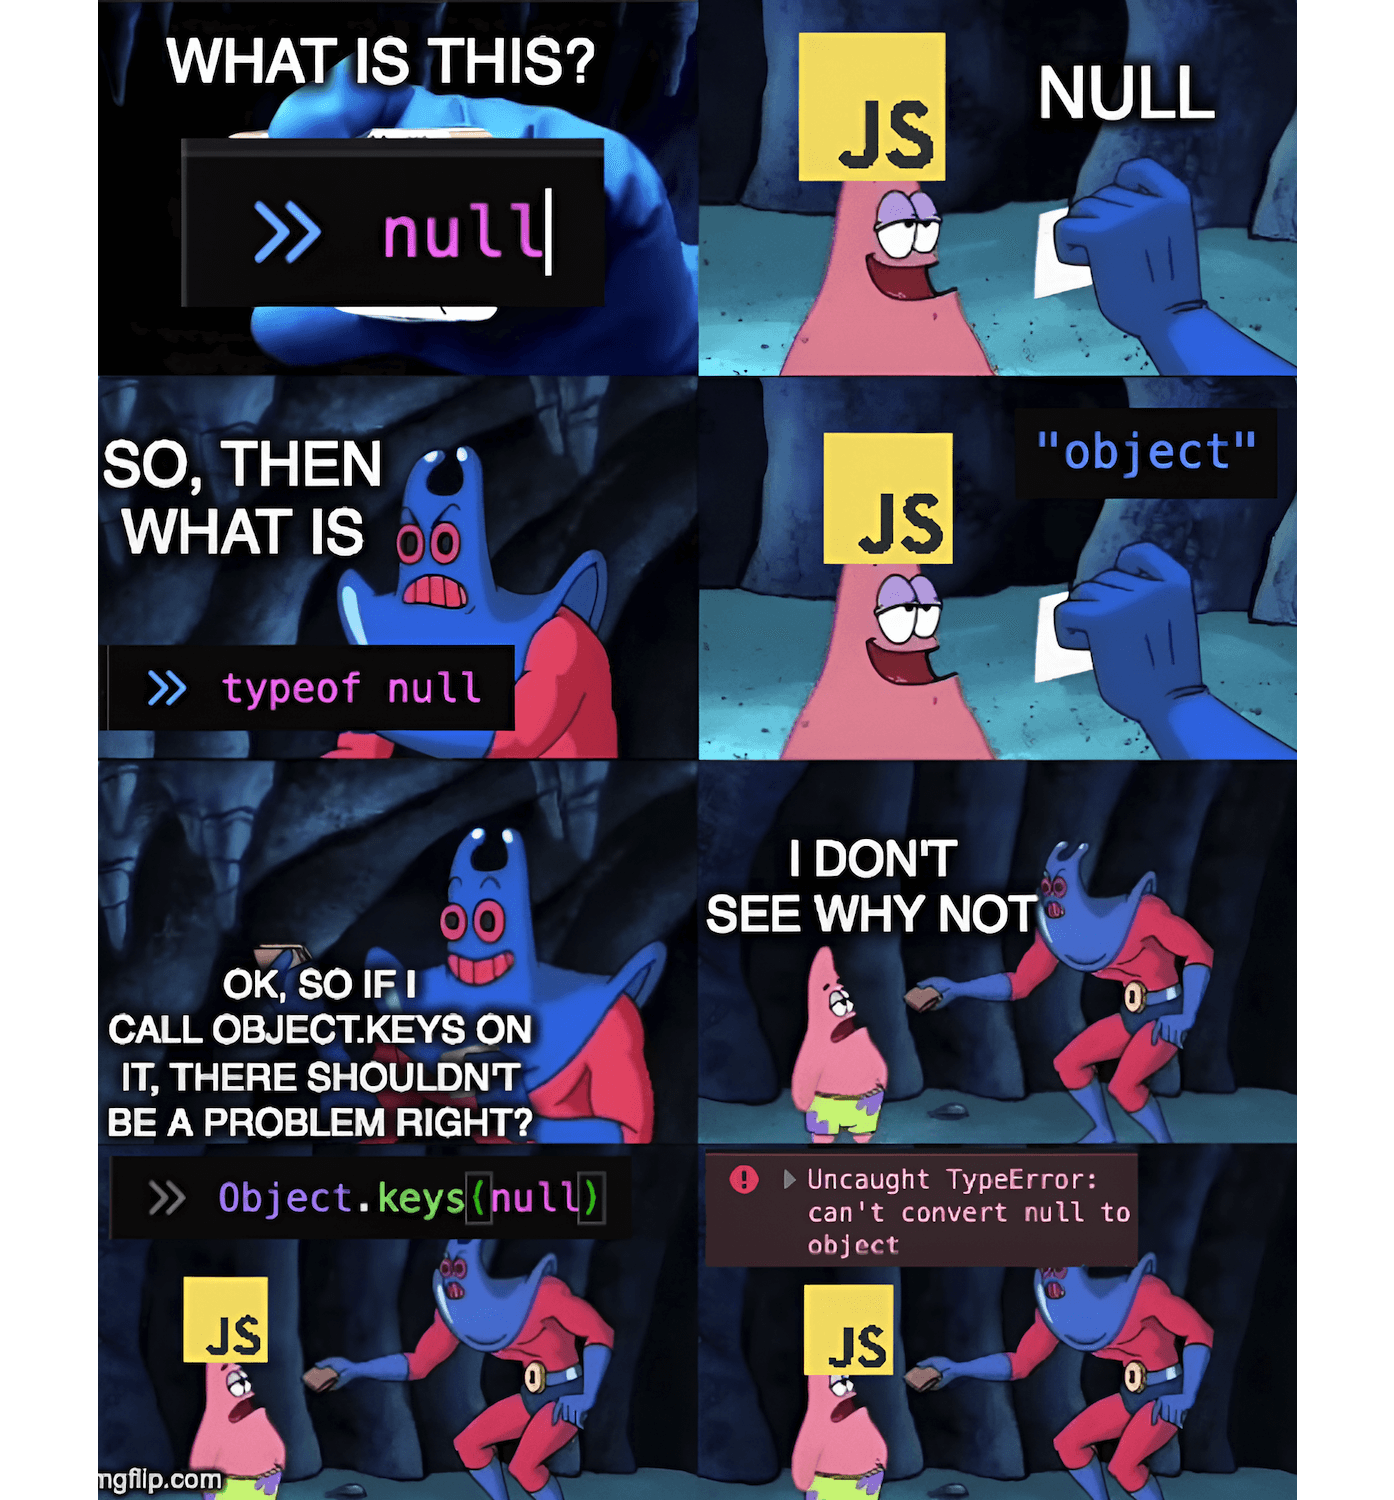 WHAT IS THIS?
>> null
JS
NULL
SO, THEN
WHAT IS
>> typeof null
JS
"object"
OK, SO IF I
CALL OBJECT.KEYS ON
IT, THERE SHOULDN'T
BE A PROBLEM RIGHT?
I DON'T
SEE WHY NOT
>> Object.keys(null)
JS
Uncaught TypeError:
can't convert null to
object
JS
mgflip.com